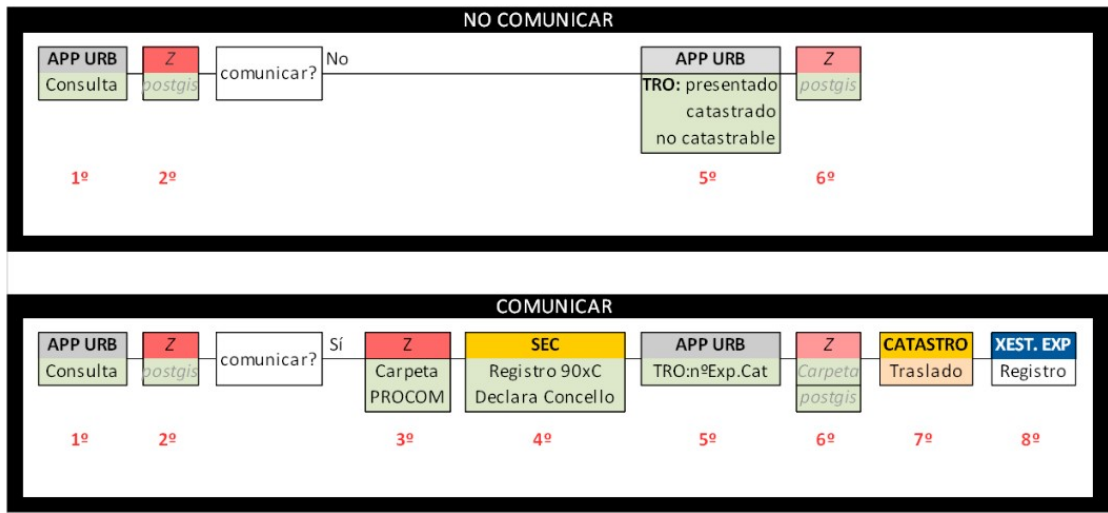 NO COMUNICAR
APP URB
Consulta
Z
postgis
comunicar?
No
APP URB
TRO: presentado
catastrado
no catastrable
Z
postgis
1º
2º
5º
6º
COMUNICAR
APP URB
Consulta
Z
postgis
comunicar?
Sí
Z
Carpeta
PROCOM
SEC
Registro 90xC
Declara Concello
APP URB
TRO:nºExp.Cat
Z
Carpeta
postgis
CATASTRO
Traslado
XEST. EXP
Registro
1º
2º
3º
4º
5º
6º
7º
8º